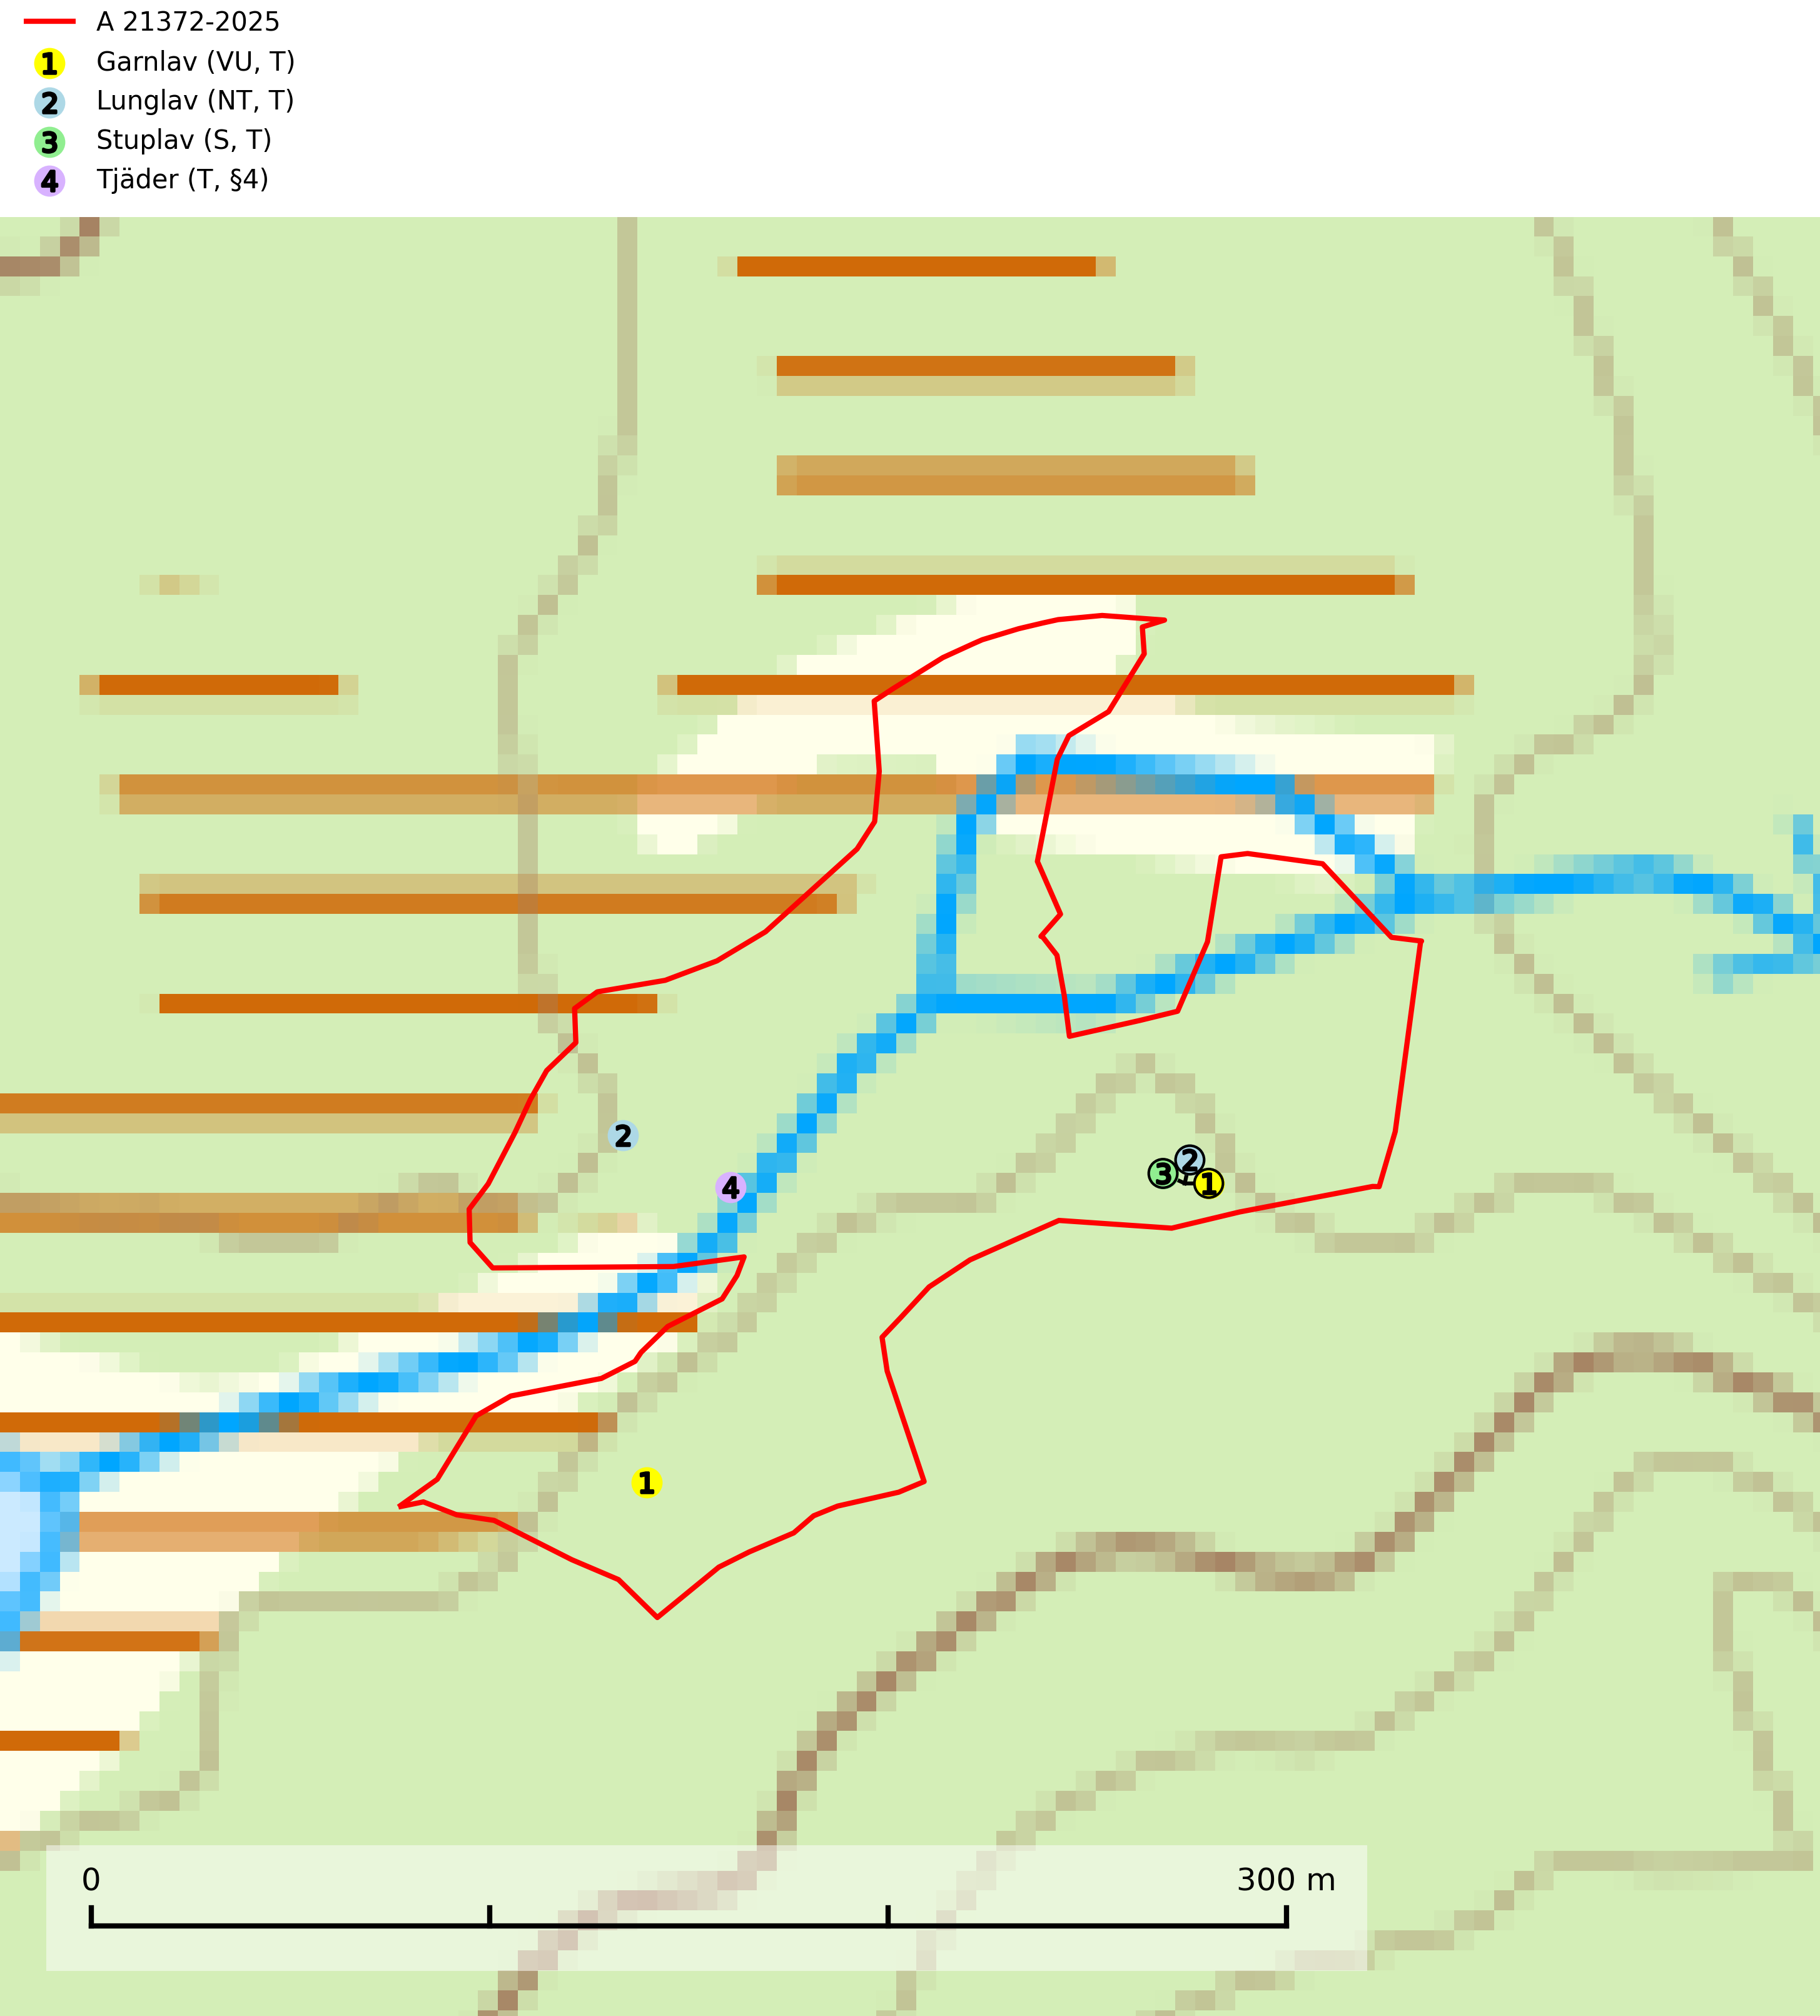 A 21372-2025
1 Garnlav (VU, T)
2 Lunglav (NT, T)
3 Stuplav (S, T)
4 Tjäder (T, §4)
2
4
3 2 1
1
0 300 m